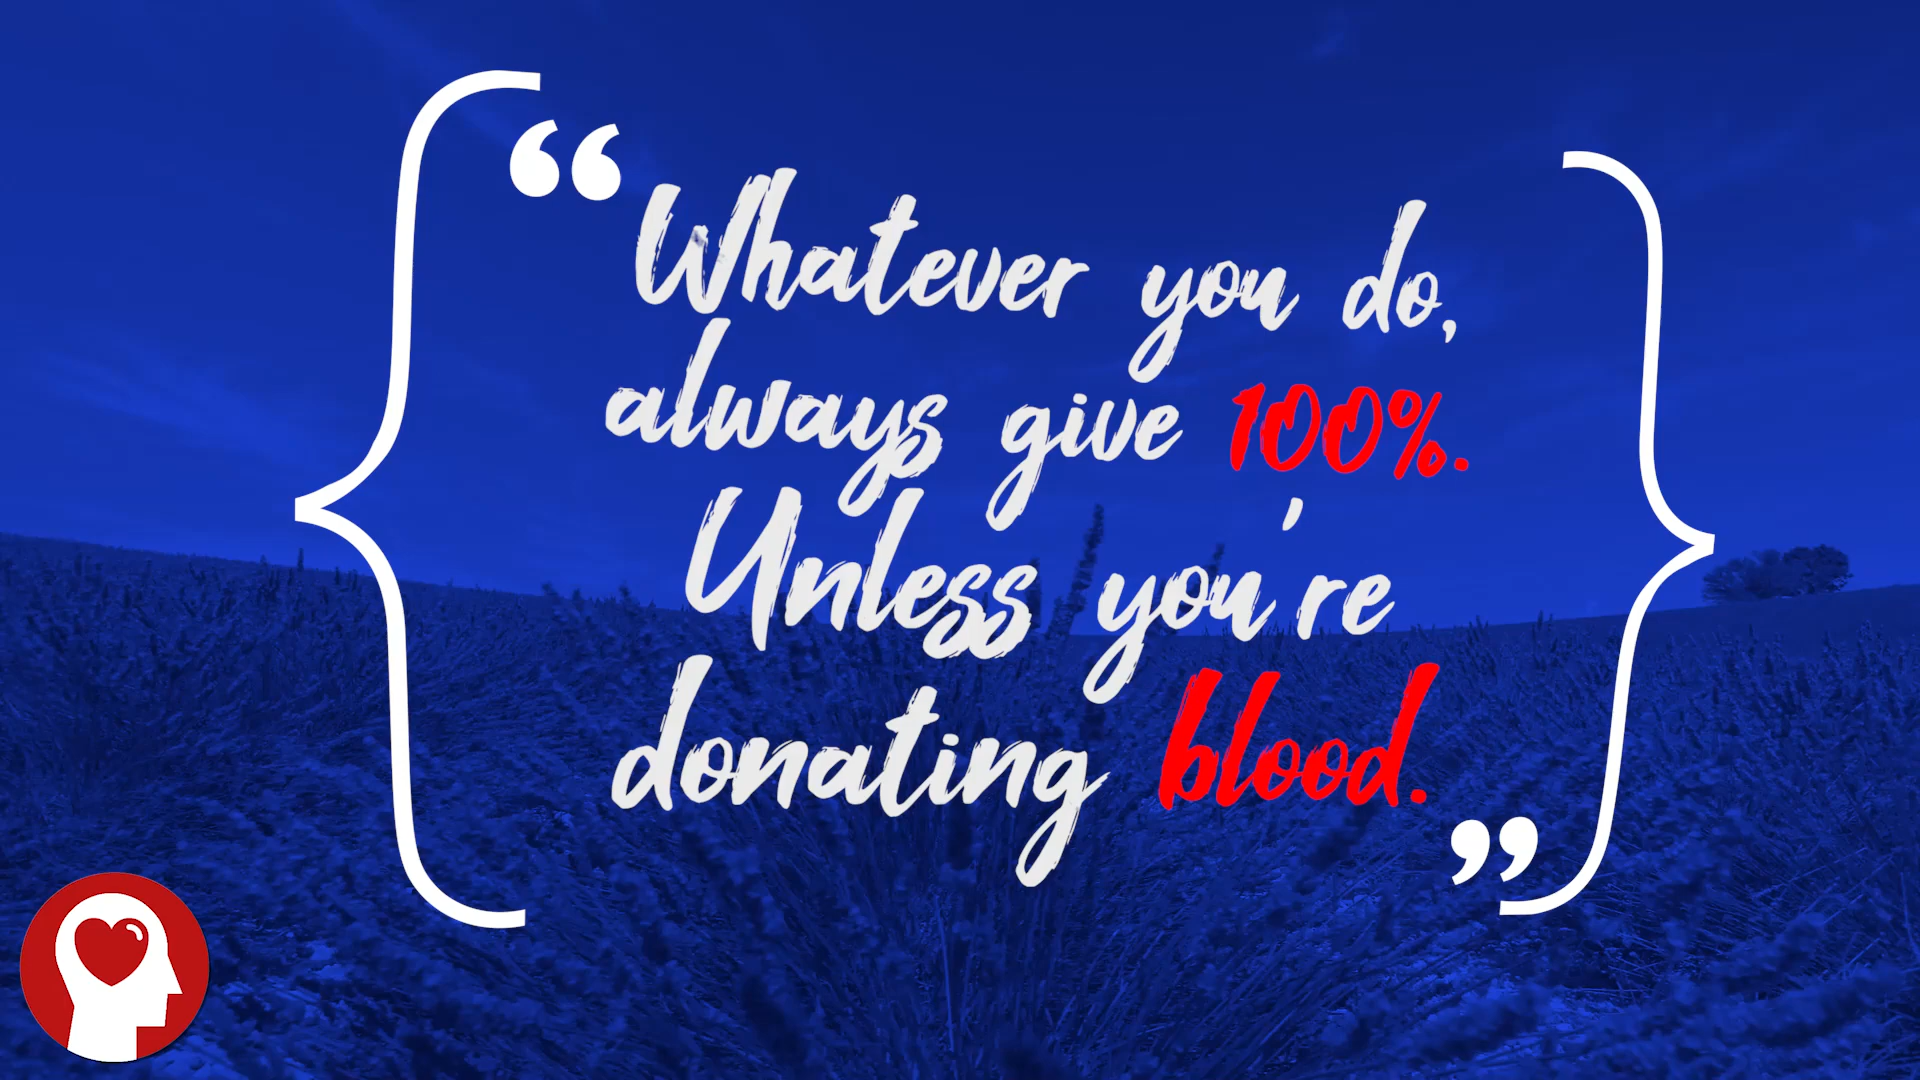 “Whatever you do,
always give 100%.
Unless you're
donating blood.”